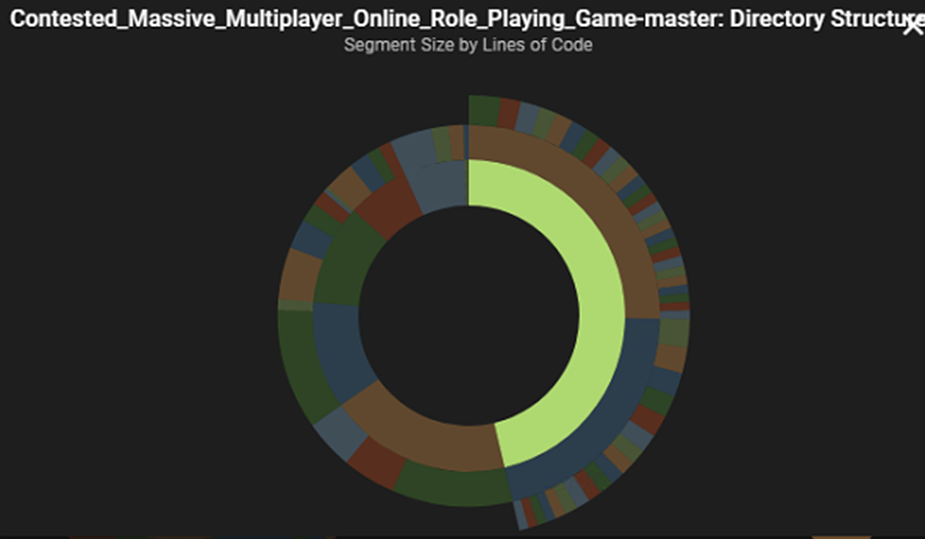 Contested_Massive_Multiplayer_Online_Role_Playing_Game-master: Directory Structure
Segment Size by Lines of Code